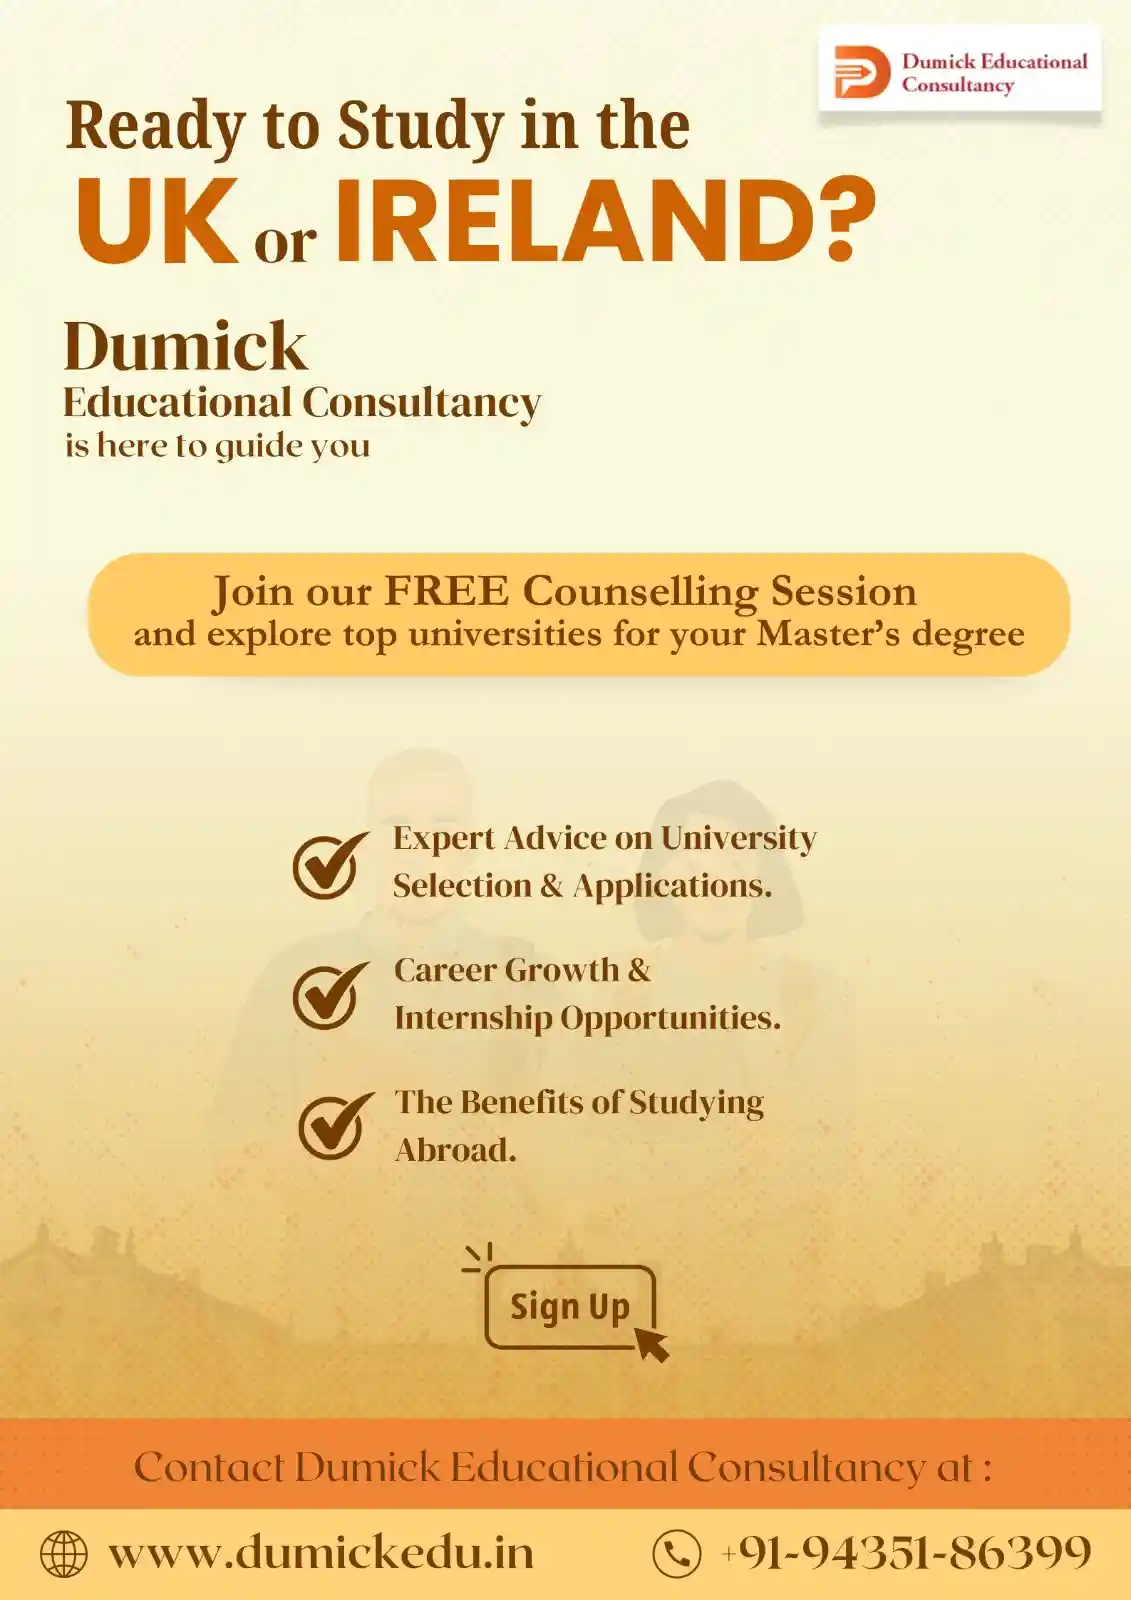 Dumick Educational
Consultancy
Ready to Study in the
UK or IRELAND?
Dumick
Educational Consultancy
is here to guide you
Join our FREE Counselling Session
and explore top universities for your Master's degree
Expert Advice on University
Selection & Applications.
Career Growth &
Internship Opportunities.
The Benefits of Studying
Abroad.
Sign Up
Contact Dumick Educational Consultancy at :
www.dumickedu.in
+91-94351-86399